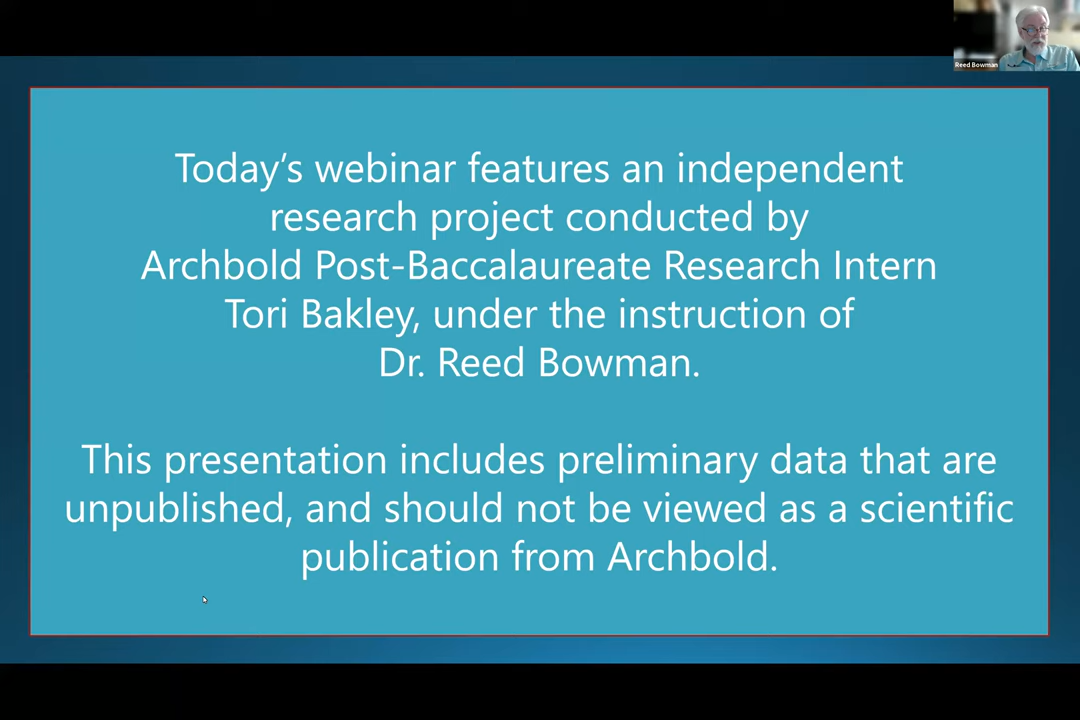 Reed Bowman
Today's webinar features an independent
research project conducted by
Archbold Post-Baccalaureate Research Intern
Tori Bakley, under the instruction of
Dr. Reed Bowman.
This presentation includes preliminary data that are
unpublished, and should not be viewed as a scientific
publication from Archbold.